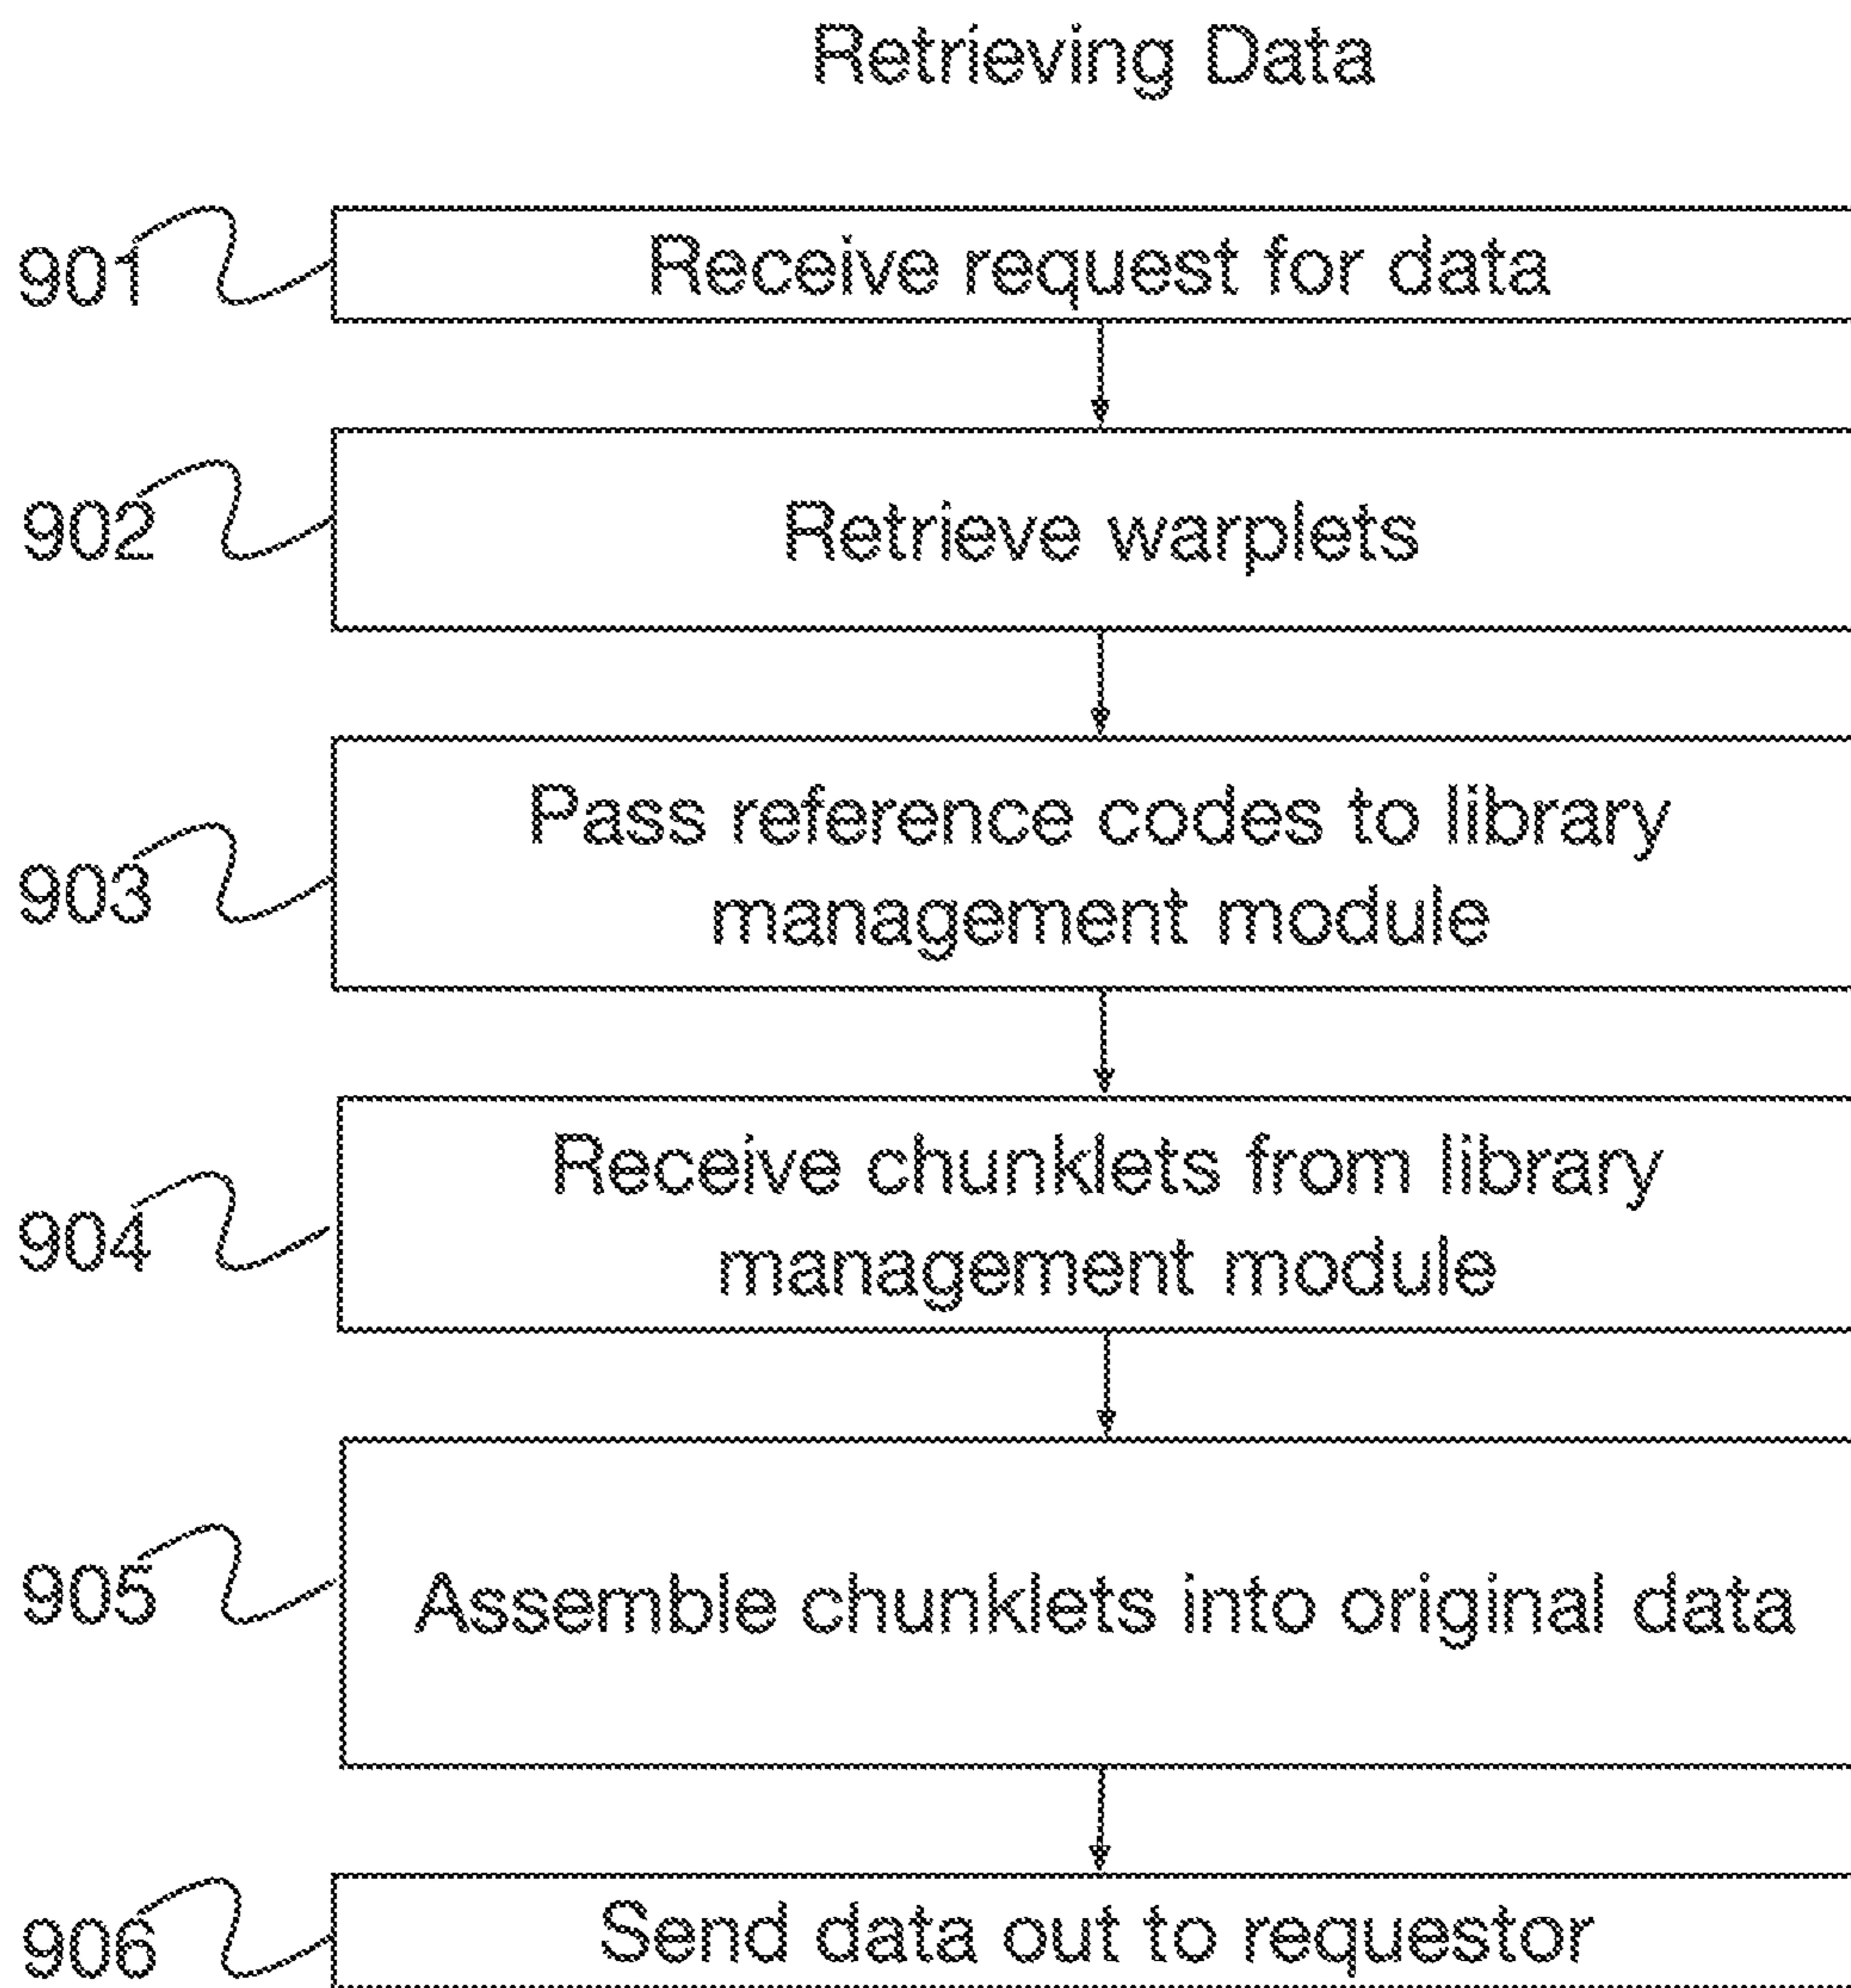 Retrieving Data
901
Receive request for data
902
Retrieve warplets
903
Pass reference codes to library
management module
904
Receive chunklets from library
management module
905
Assemble chunklets into original data
906
Send data out to requestor